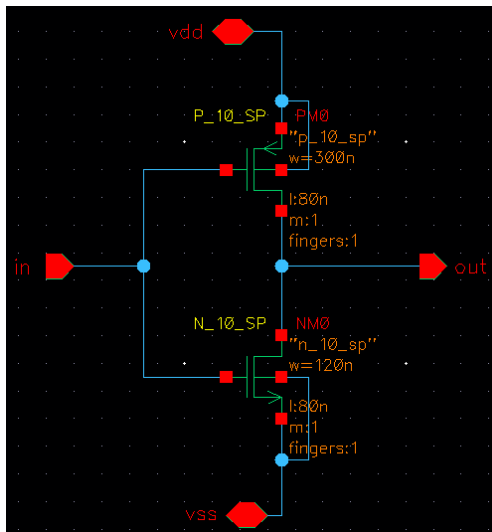 vdd
P_10_SP PM0
"p_10_sp"
w=300n
l:80n
m:1
fingers:1
in
out
N_10_SP NM0
"n_10_sp"
w=120n
l:80n
m:1
fingers:1
vss